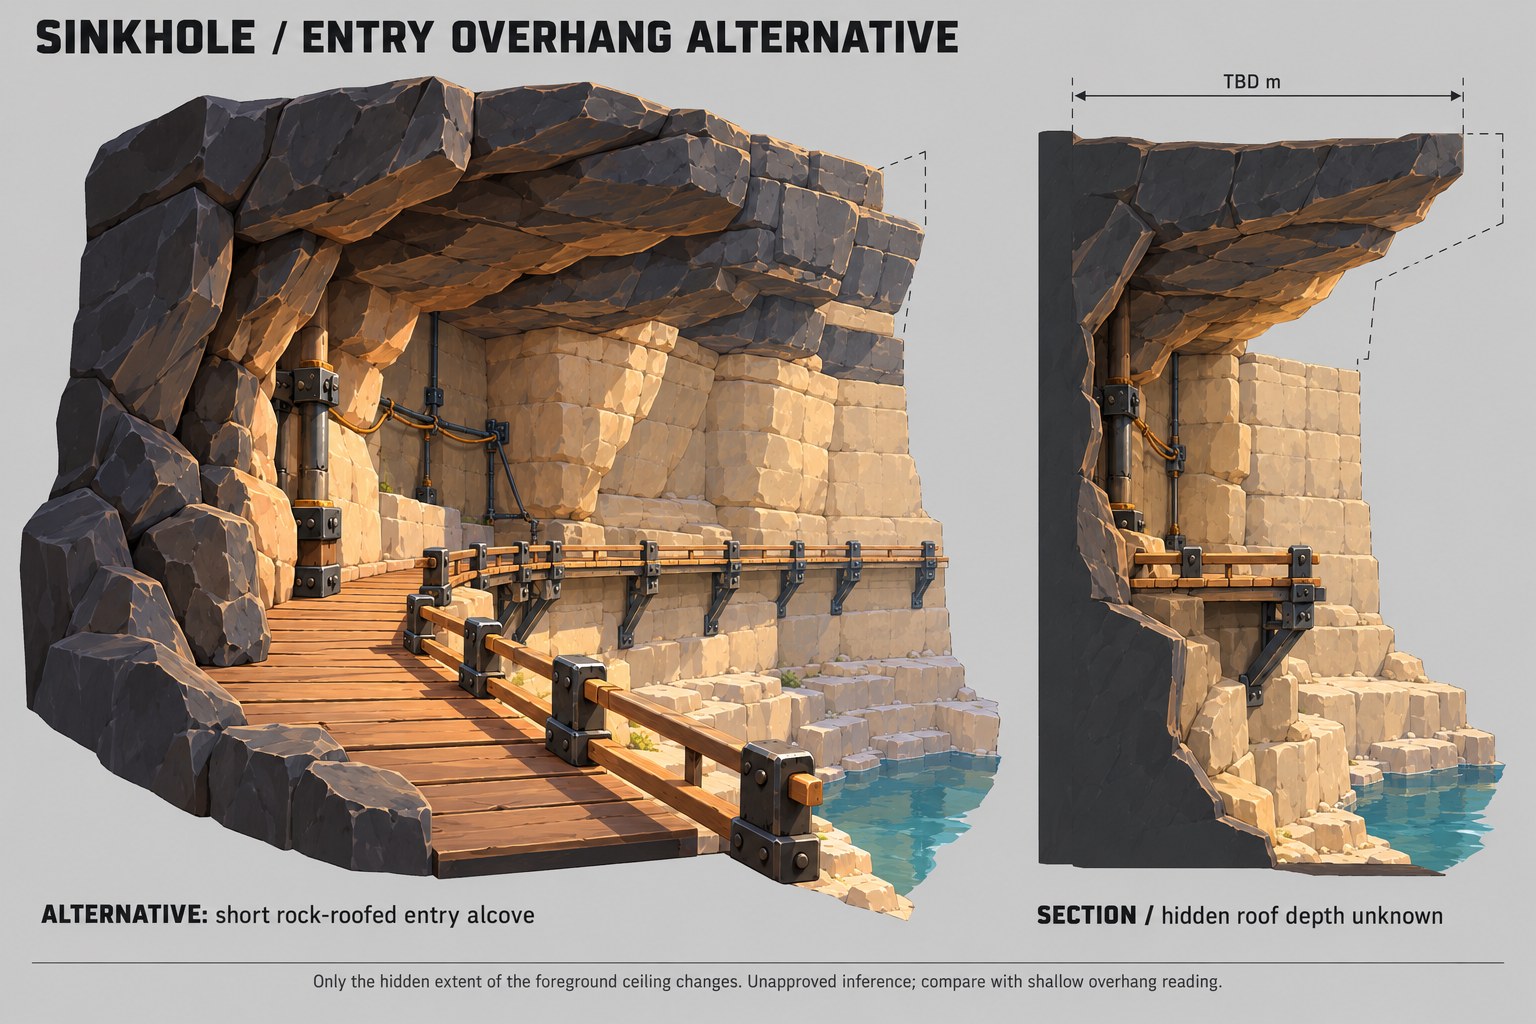 SINKHOLE / ENTRY OVERHANG ALTERNATIVE
TBD m
ALTERNATIVE: short rock-roofed entry alcove
SECTION / hidden roof depth unknown
Only the hidden extent of the foreground ceiling changes. Unapproved inference; compare with shallow overhang reading.